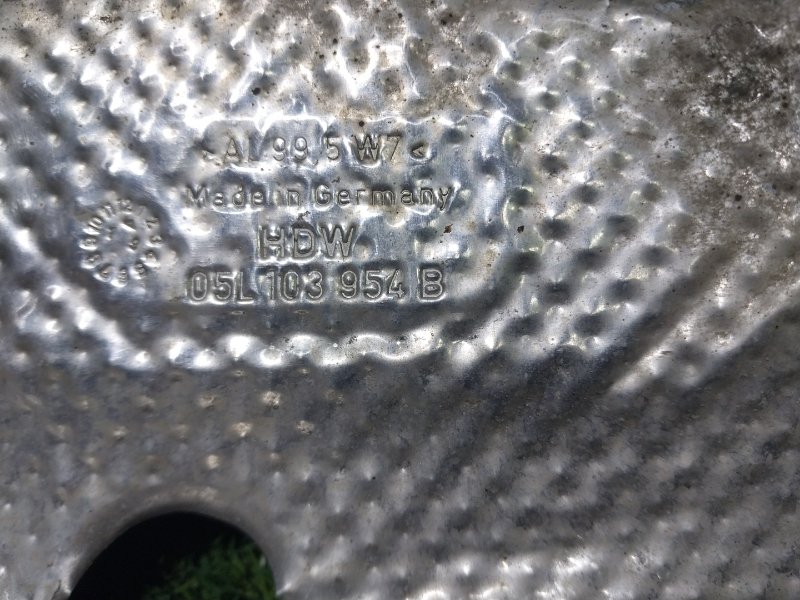 >AL 99,5 W7<
Made in Germany
HDW
05L 103 954 B